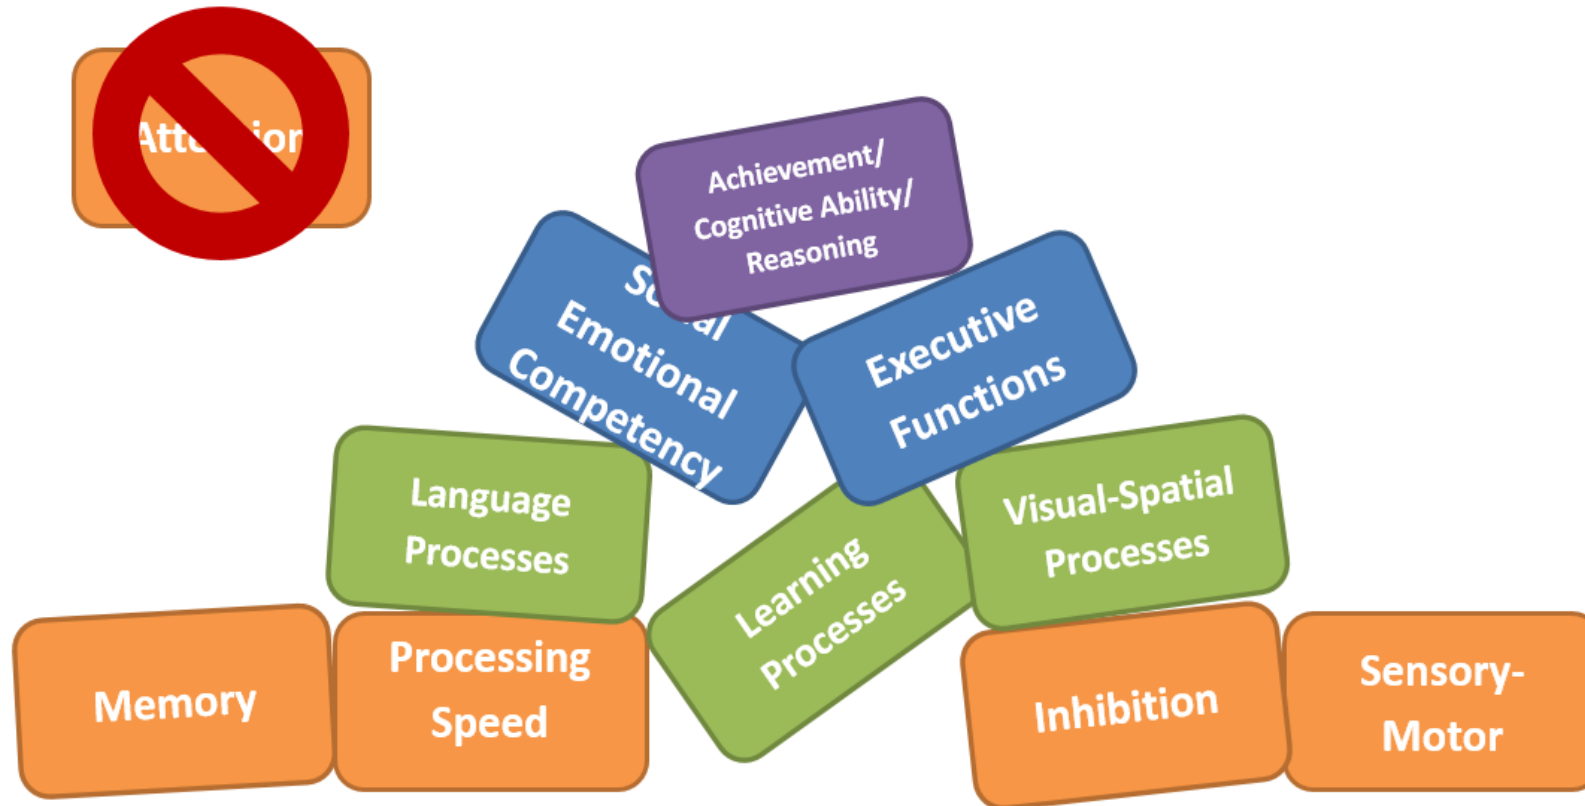 Achievement/
Cognitive Ability/
Reasoning
Emotional
Competency
Executive
Functions
Language
Processes
Learning
Processes
Visual-Spatial
Processes
Memory
Processing
Speed
Inhibition
Sensory-
Motor